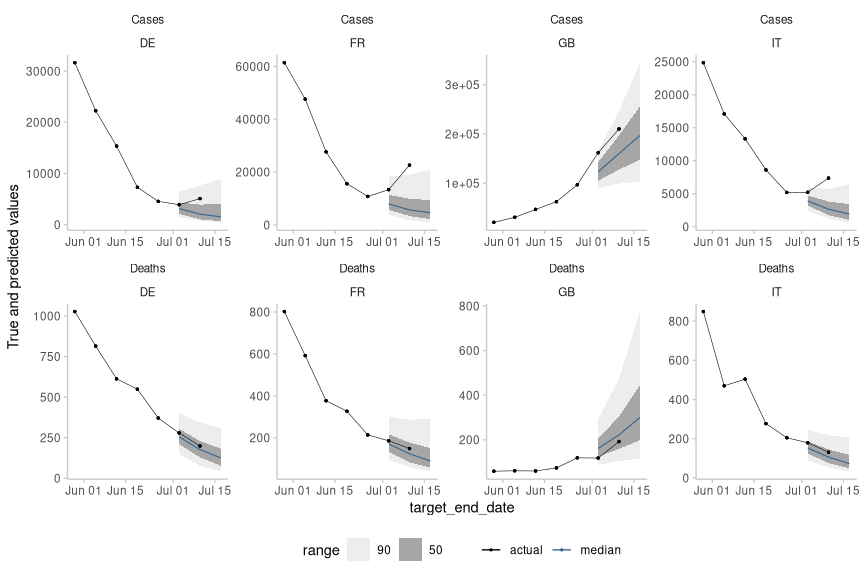 Cases Cases Cases Cases
DE FR GB IT
30000
20000
10000
0
60000
40000
20000
0
3e+05
2e+05
1e+05
25000
20000
15000
10000
5000
0
Jun 01 Jun 15 Jul 01 Jul 15 Jun 01 Jun 15 Jul 01 Jul 15 Jun 01 Jun 15 Jul 01 Jul 15 Jun 01 Jun 15 Jul 01 Jul 15
True and predicted values
Deaths Deaths Deaths Deaths
DE FR GB IT
1000
750
500
250
0
800
600
400
200
800
600
400
200
800
600
400
200
0
Jun 01 Jun 15 Jul 01 Jul 15 Jun 01 Jun 15 Jul 01 Jul 15 Jun 01 Jun 15 Jul 01 Jul 15 Jun 01 Jun 15 Jul 01 Jul 15
target_end_date
range 90 50 actual median